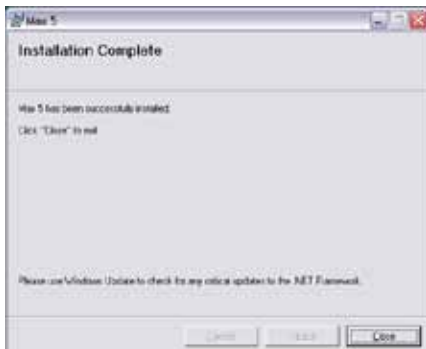 Max 5
Installation Complete
Max 5 has been successfully installed.
Click "Close" to exit.
Please use Windows Update to check for any critical updates to the .NET Framework.
Cancel
Close